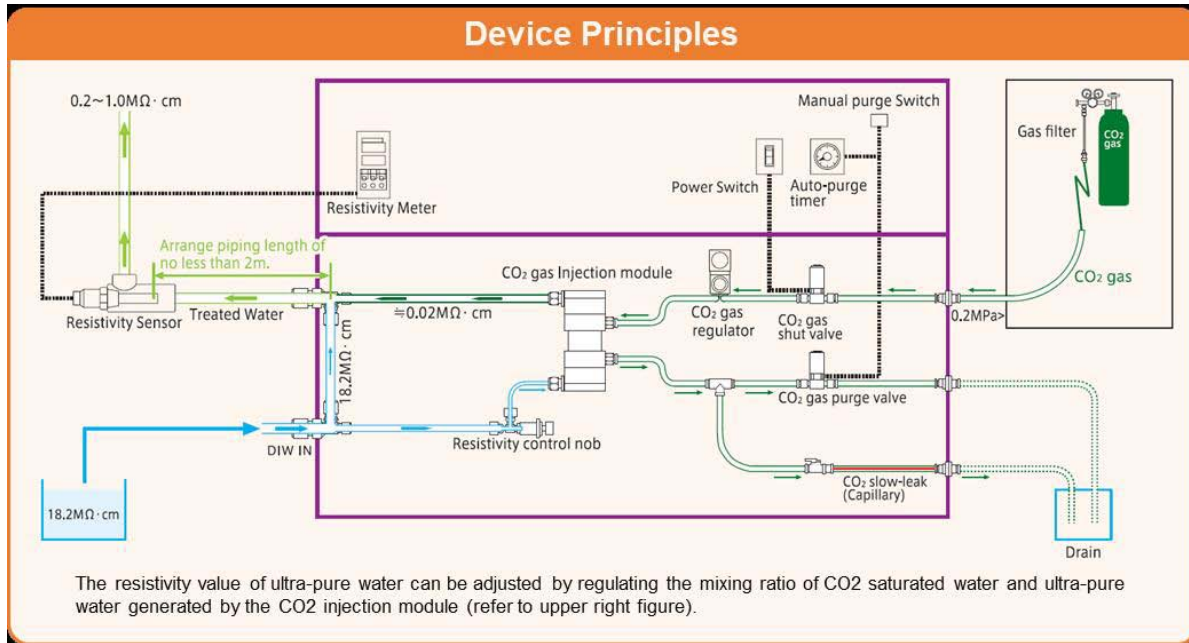 Device Principles
0.2~1.0MΩ· cm
Manual purge Switch
Gas filter
CO₂
gas
Resistivity Meter
Power Switch
Auto-purge
timer
Arrange piping length of
no less than 2m.
CO₂ gas Injection module
CO₂ gas
Resistivity Sensor
Treated Water
≒0.02MΩ· cm
CO₂ gas
regulator
CO₂ gas
shut valve
0.2MPa>
18.2MΩ· cm
CO₂ gas purge valve
DIW IN
Resistivity control nob
CO₂ slow-leak
(Capillary)
18.2MΩ· cm
Drain
The resistivity value of ultra-pure water can be adjusted by regulating the mixing ratio of CO2 saturated water and ultra-pure
water generated by the CO2 injection module (refer to upper right figure).